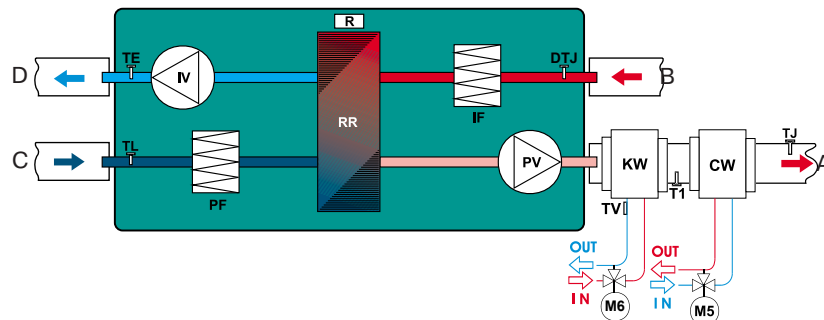 R
D
TE
IV
DTJ
B
IF
RR
C
TL
PF
PV
KW
CW
TJ
A
T1
TV
OUT
IN
M6
OUT
IN
M5